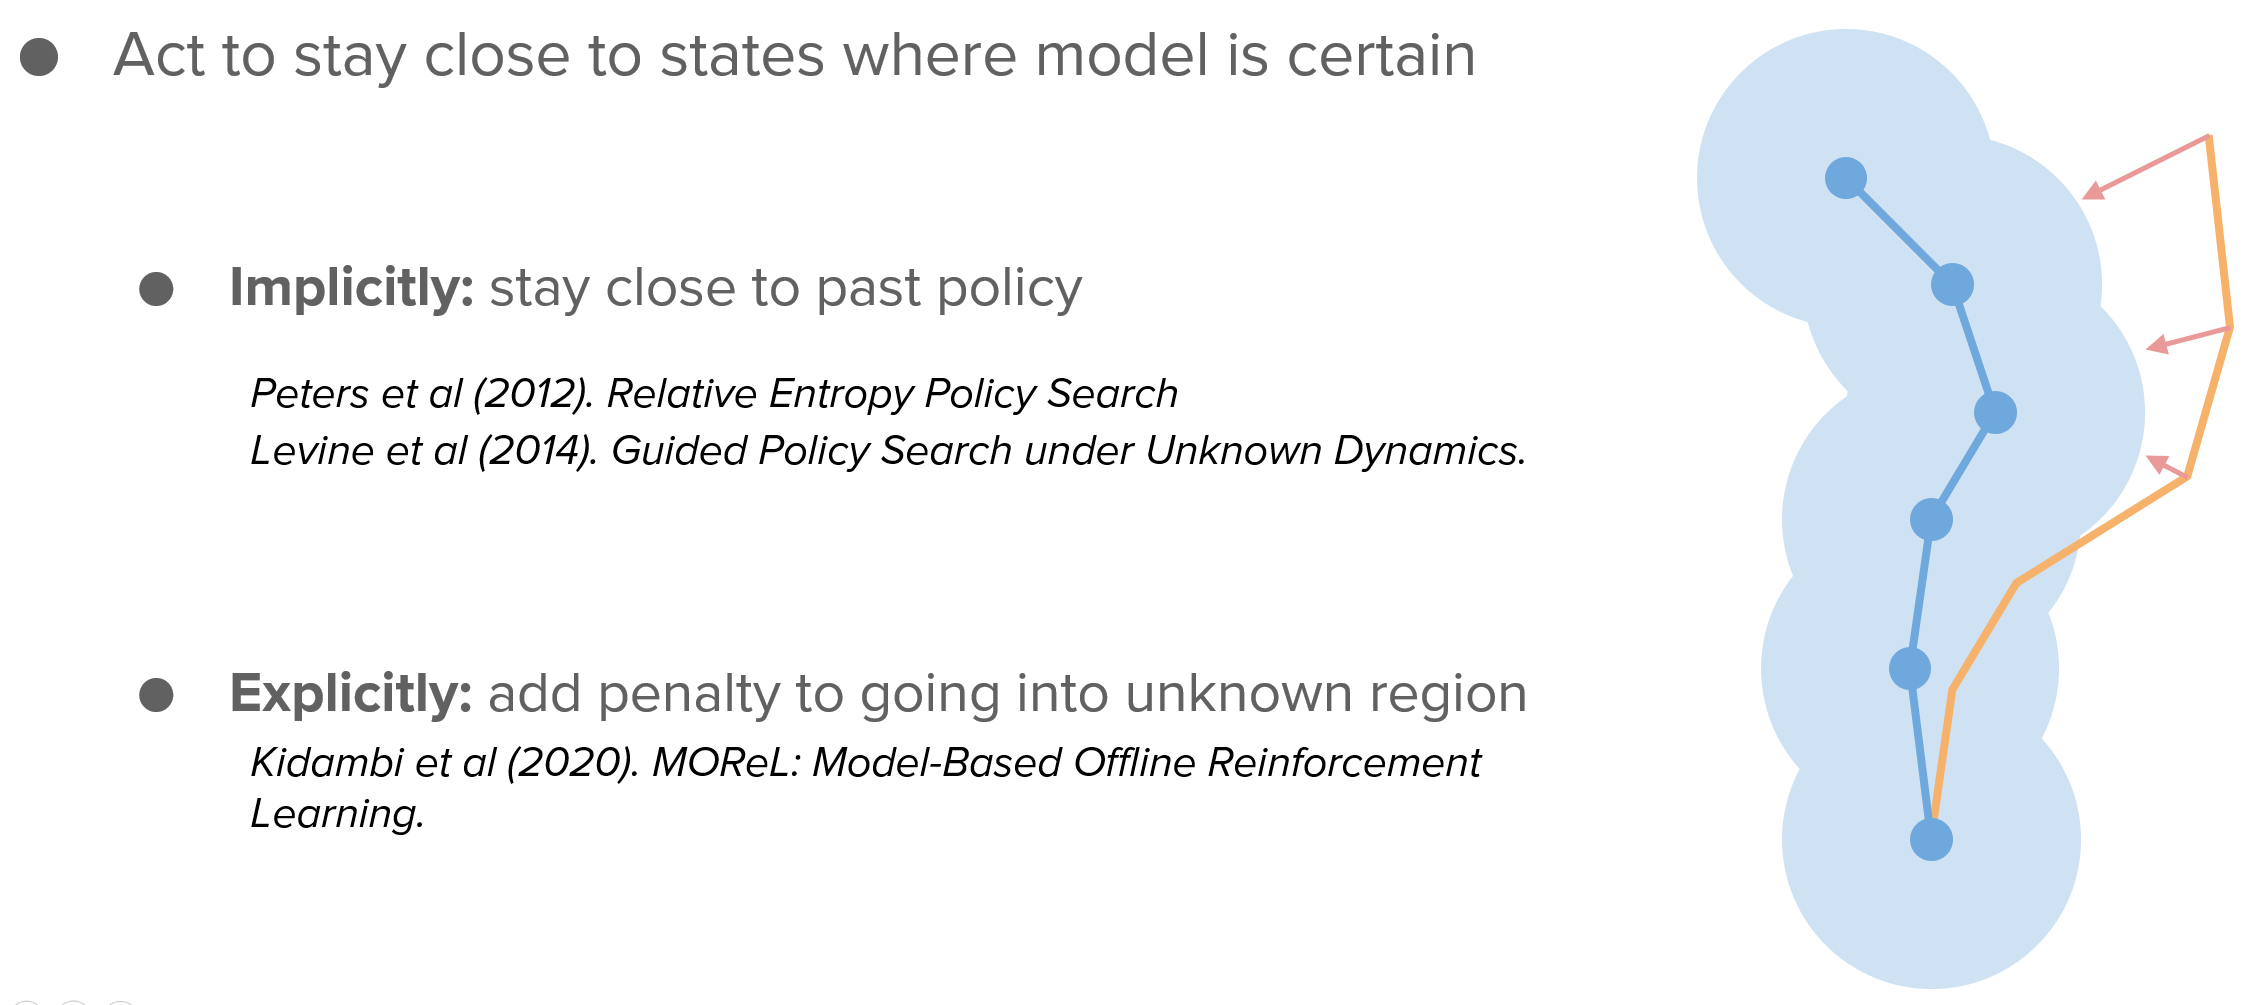 ● Act to stay close to states where model is certain
● Implicitly: stay close to past policy
Peters et al (2012). Relative Entropy Policy Search
Levine et al (2014). Guided Policy Search under Unknown Dynamics.
● Explicitly: add penalty to going into unknown region
Kidambi et al (2020). MOReL: Model-Based Offline Reinforcement
Learning.